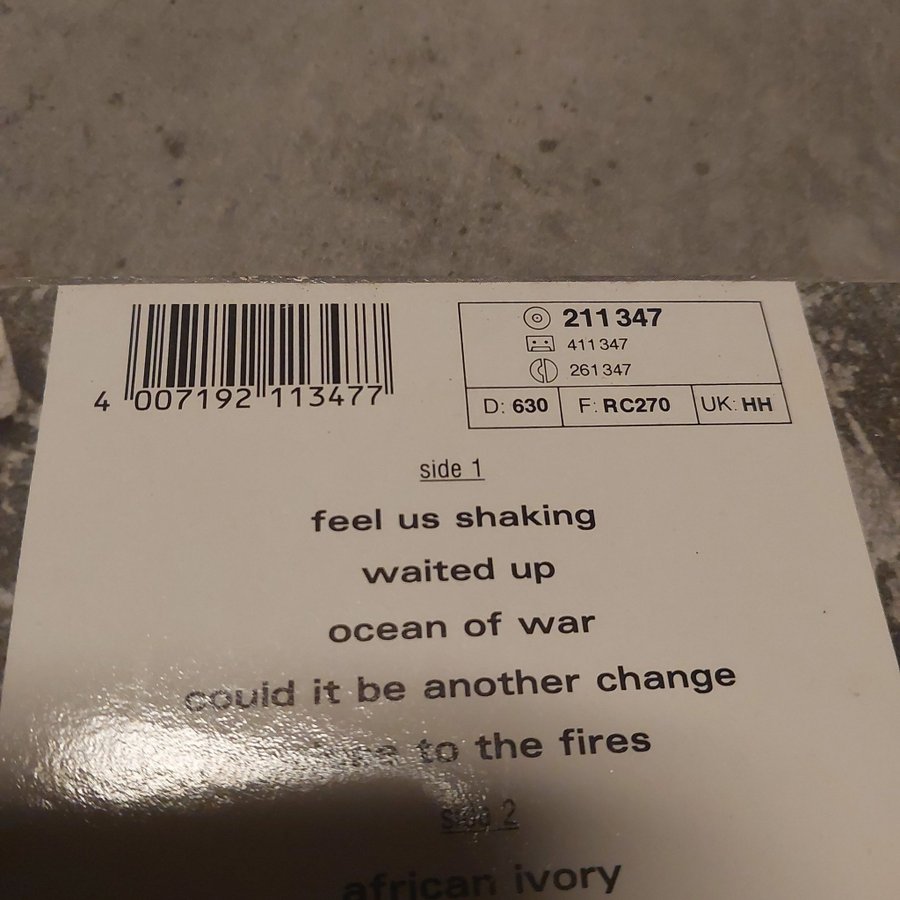 4 007192 113477
211 347
411 347
261 347
D: 630 F: RC270 UK: HH
side 1
feel us shaking
waited up
ocean of war
could it be another change
to the fires
side 2
african ivory